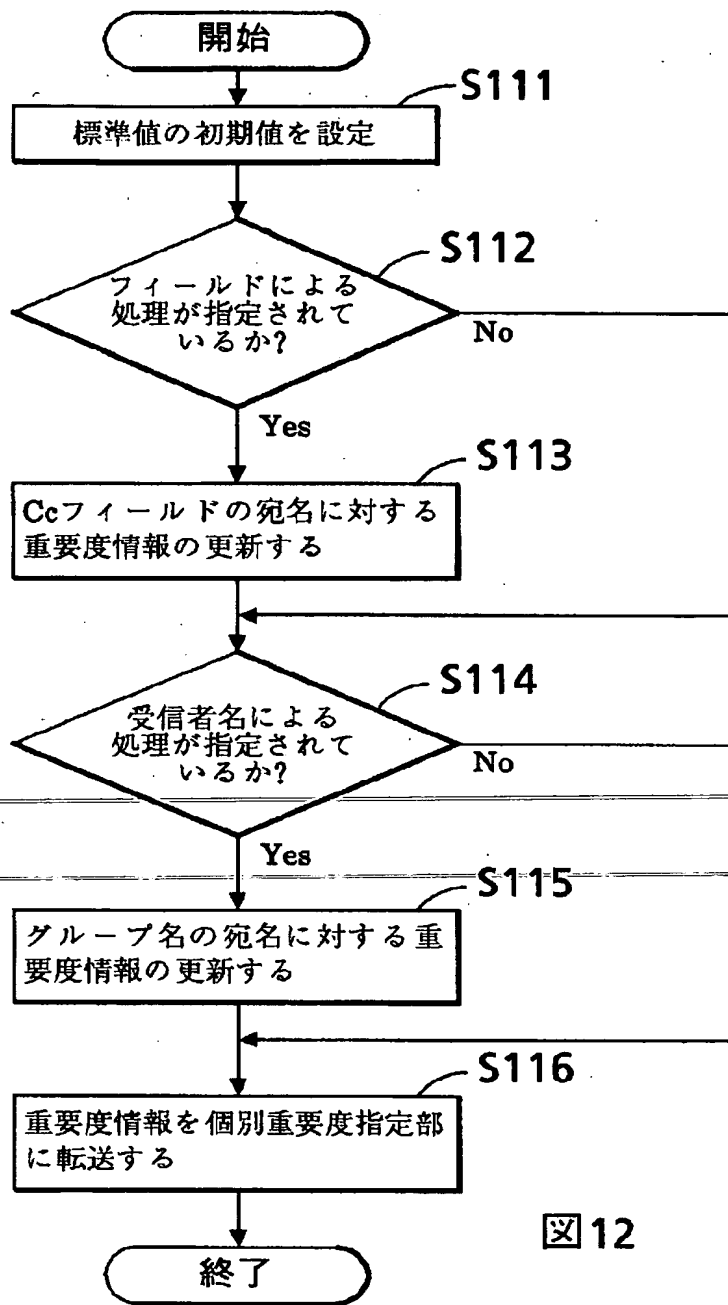 開始
S111
標準値の初期値を設定
S112
フィールドによる
処理が指定されて
いるか?
No
Yes
S113
Ccフィールドの宛名に対する
重要度情報の更新する
S114
受信者名による
処理が指定されて
いるか?
No
Yes
S115
グループ名の宛名に対する重
要度情報の更新する
S116
重要度情報を個別重要度指定部
に転送する
図12
終了